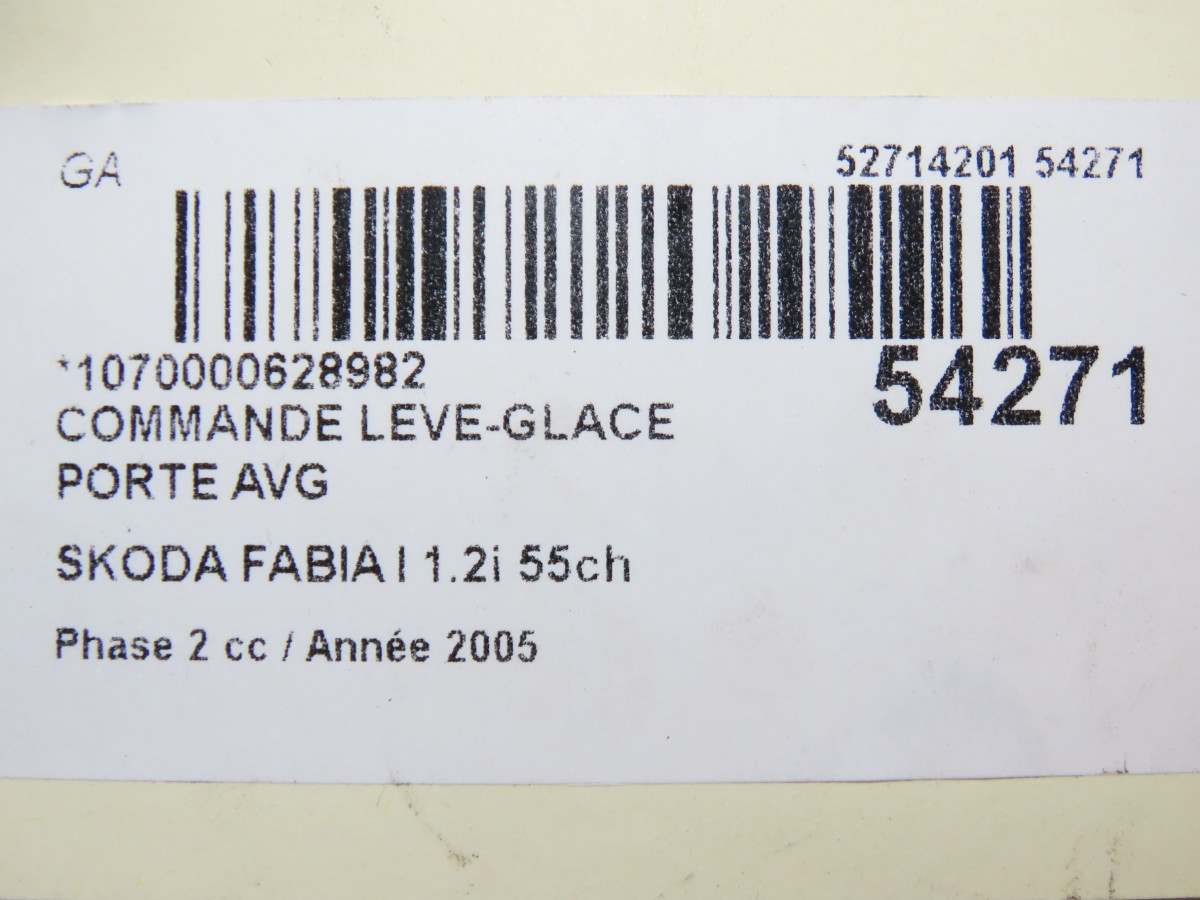 GA
52714201 54271
*1070000628982
54271
COMMANDE LEVE-GLACE
PORTE AVG
SKODA FABIA I 1.2i 55ch
Phase 2 cc / Année 2005